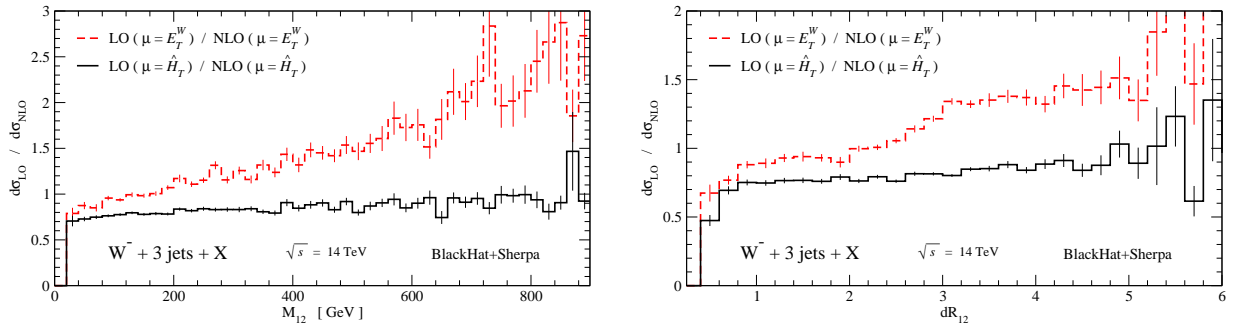 3
2.5
2
1.5
1
0.5
0
dσ_LO / dσ_NLO
LO ( μ = E_T^W ) / NLO ( μ = E_T^W )
LO ( μ = Ĥ_T ) / NLO ( μ = Ĥ_T )
W⁻ + 3 jets + X
√s = 14 TeV
BlackHat+Sherpa
0 200 400 600 800
M_12 [ GeV ]
2
1.5
1
0.5
0
dσ_LO / dσ_NLO
LO ( μ = E_T^W ) / NLO ( μ = E_T^W )
LO ( μ = Ĥ_T ) / NLO ( μ = Ĥ_T )
W⁻ + 3 jets + X
√s = 14 TeV
BlackHat+Sherpa
1 2 3 4 5 6
dR_12